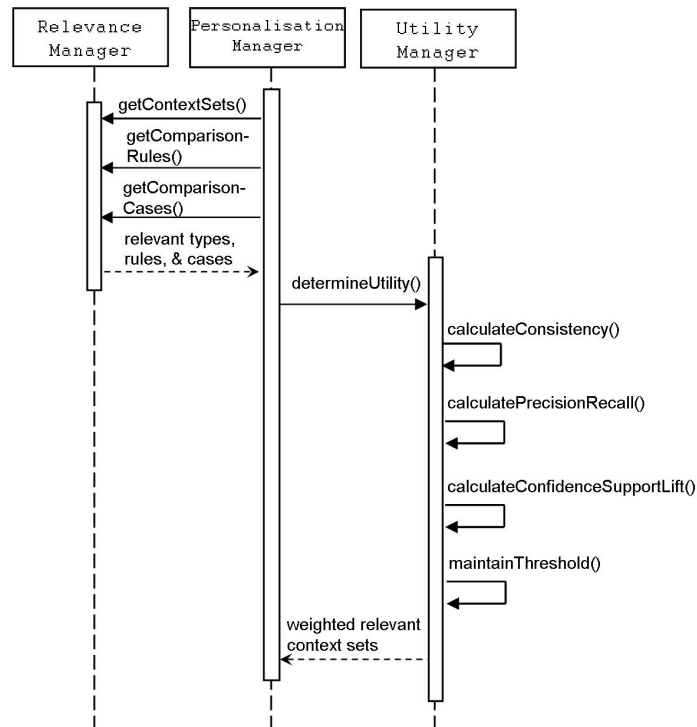 Relevance
Manager
Personalisation
Manager
Utility
Manager
getContextSets()
getComparison-
Rules()
getComparison-
Cases()
relevant types,
rules, & cases
determineUtility()
calculateConsistency()
calculatePrecisionRecall()
calculateConfidenceSupportLift()
maintainThreshold()
weighted relevant
context sets